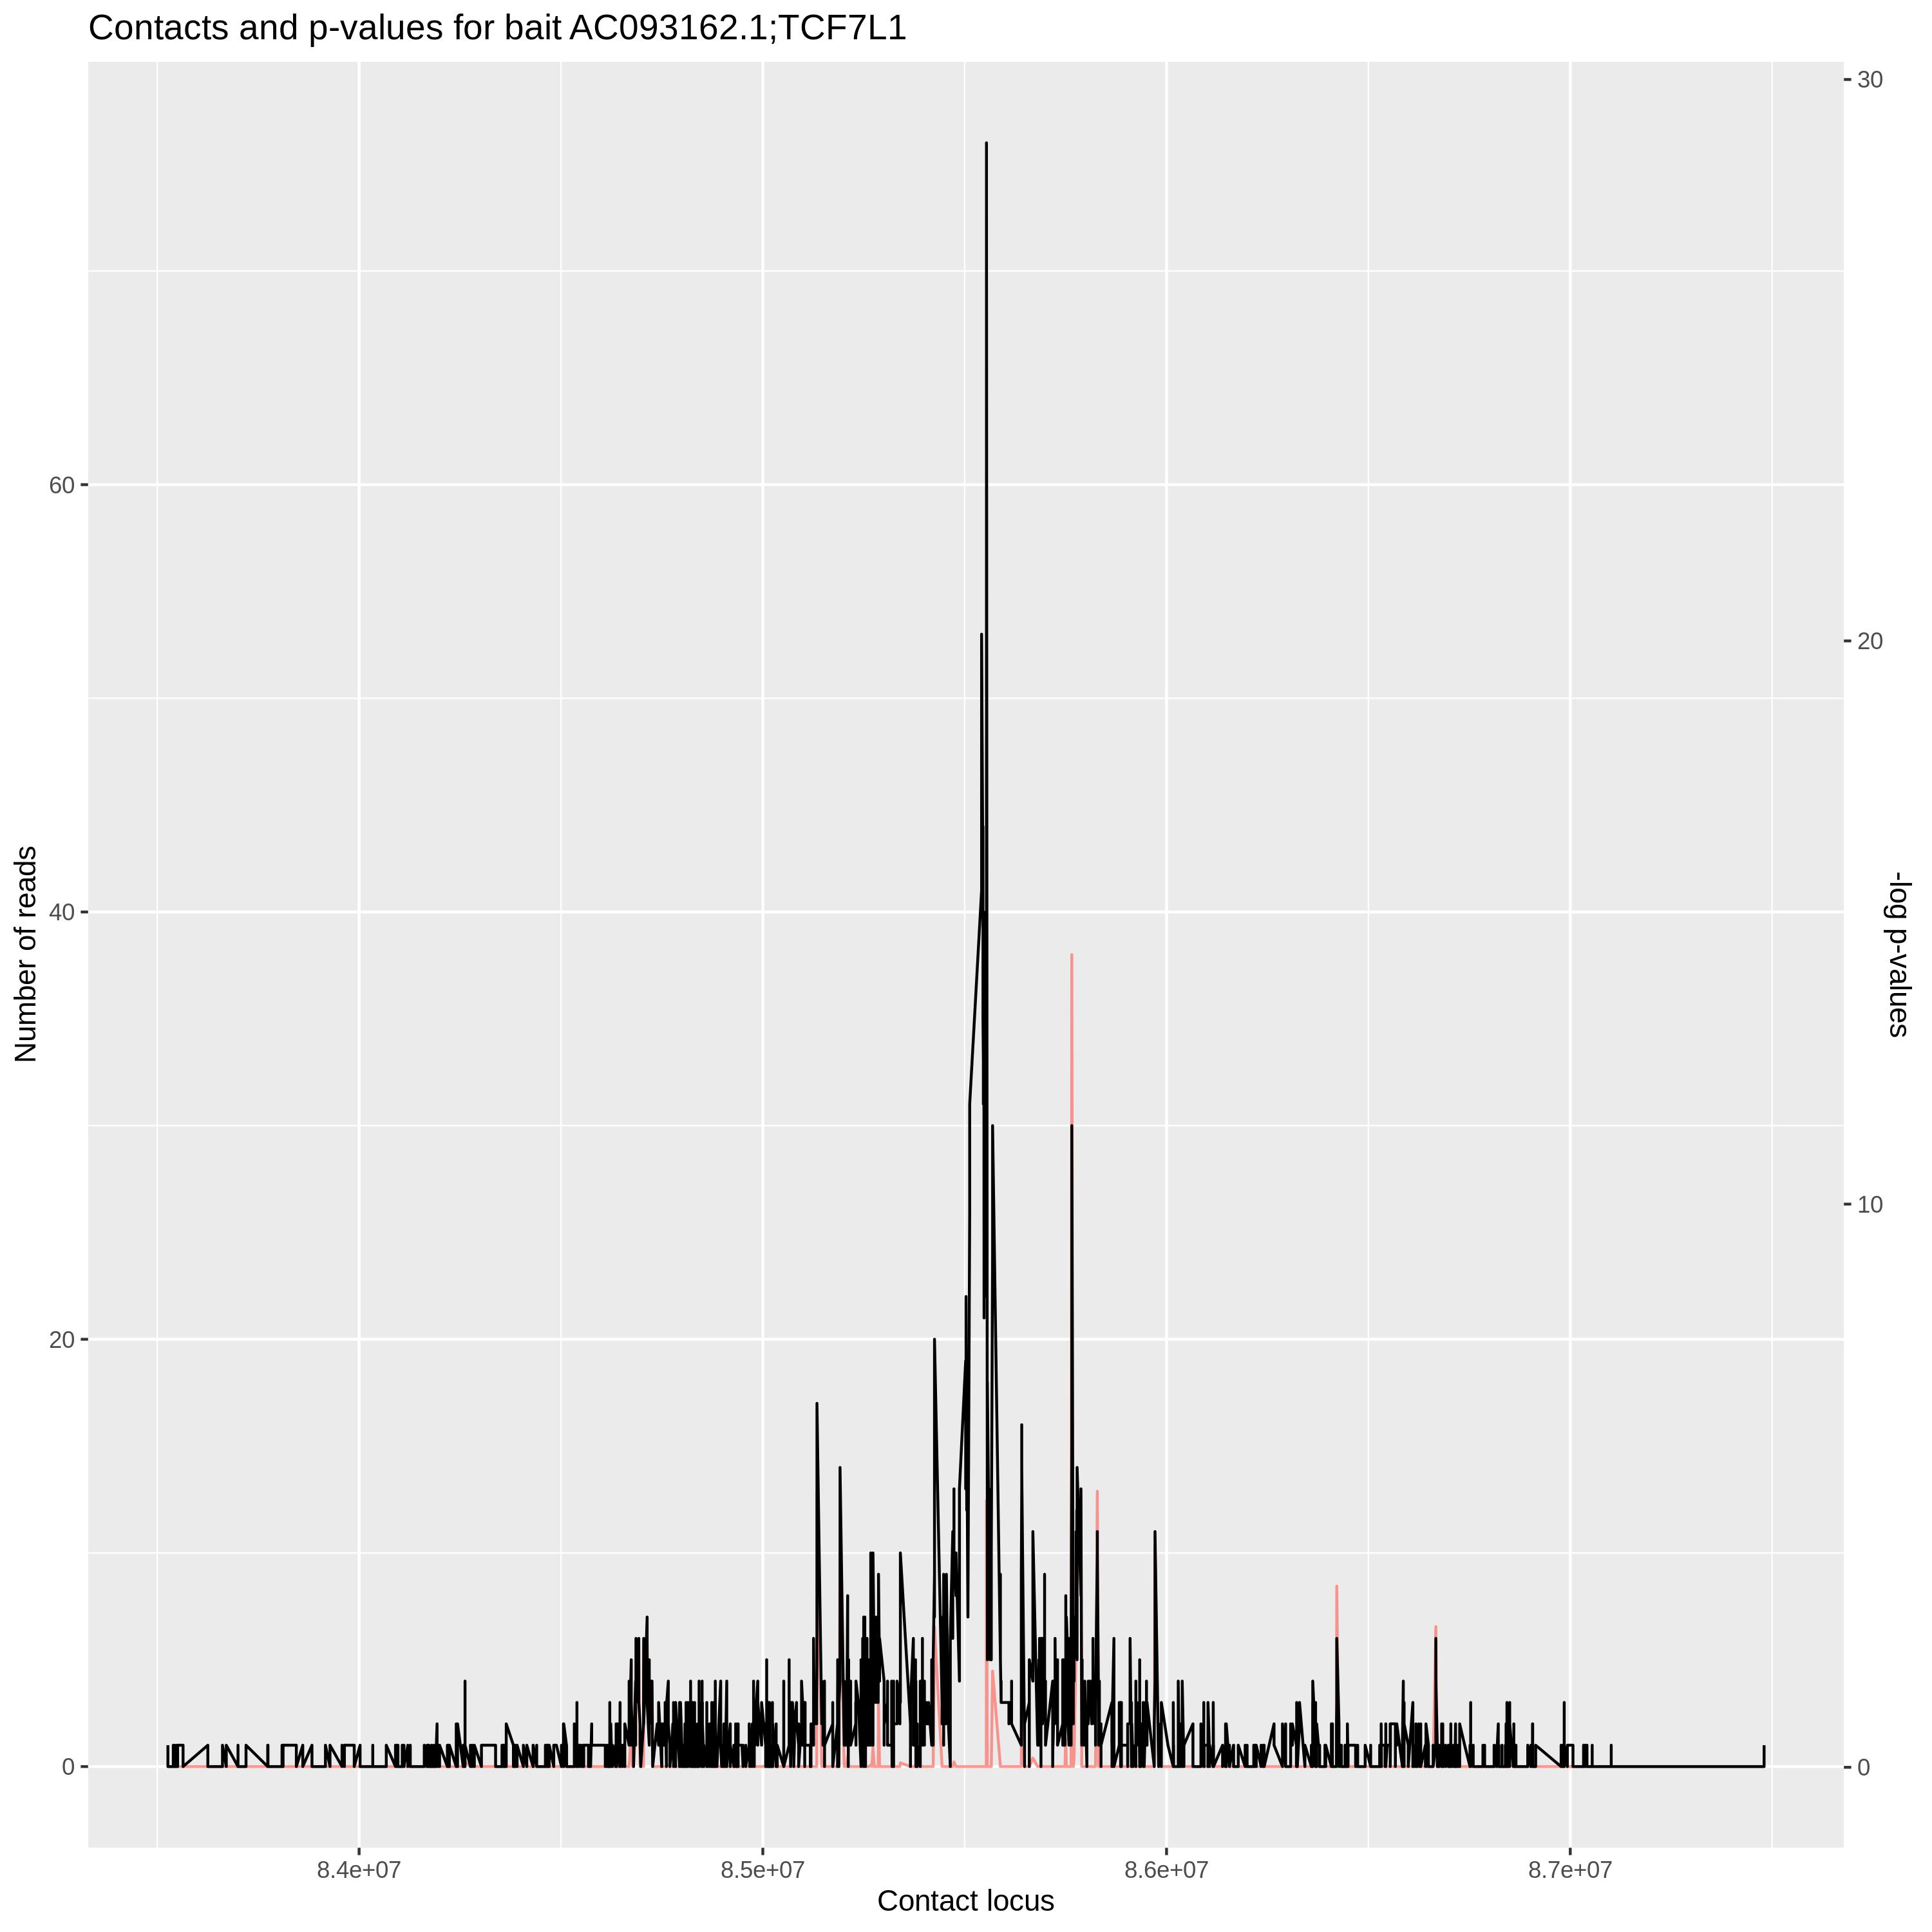 Contacts and p-values for bait AC093162.1;TCF7L1
Number of reads
60
40
20
0
30
20
10
0
-log p-values
8.4e+07
8.5e+07
8.6e+07
8.7e+07
Contact locus